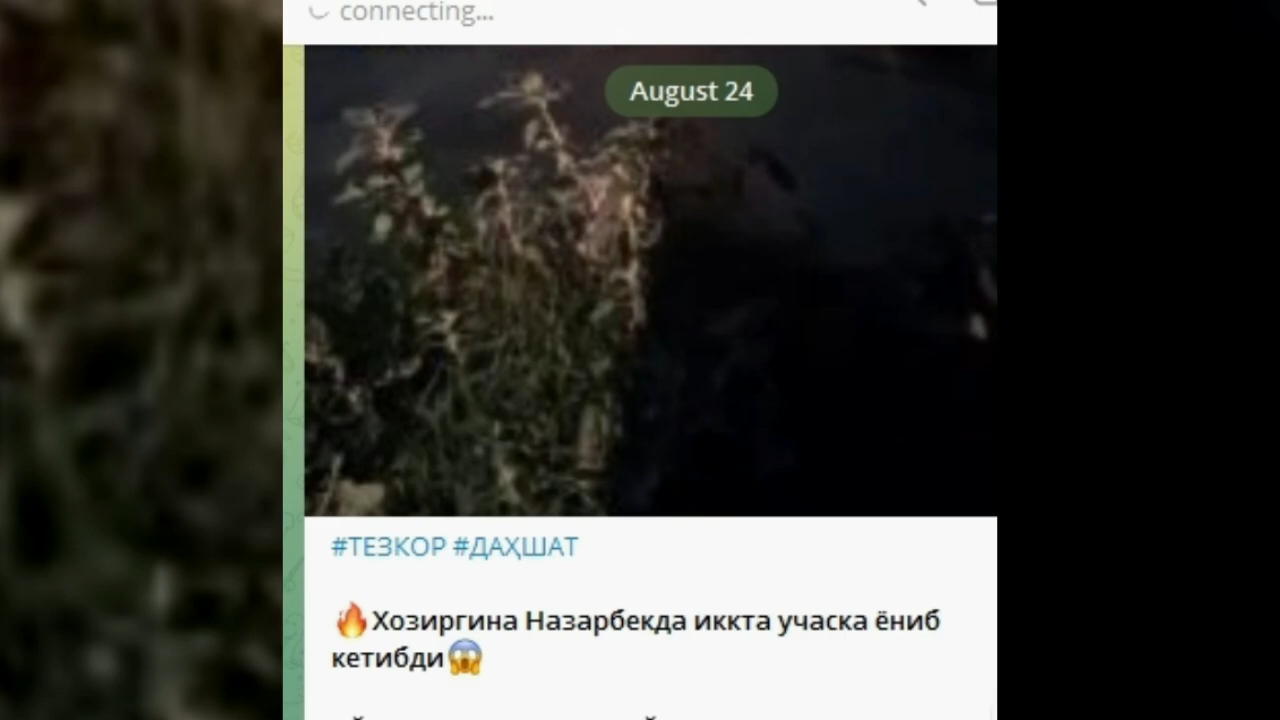 connecting...
August 24
#ТЕЗКОР #ДАҲШАТ
🔥Хозиргина Назарбекда иккта учаска ёниб
кетибди😱